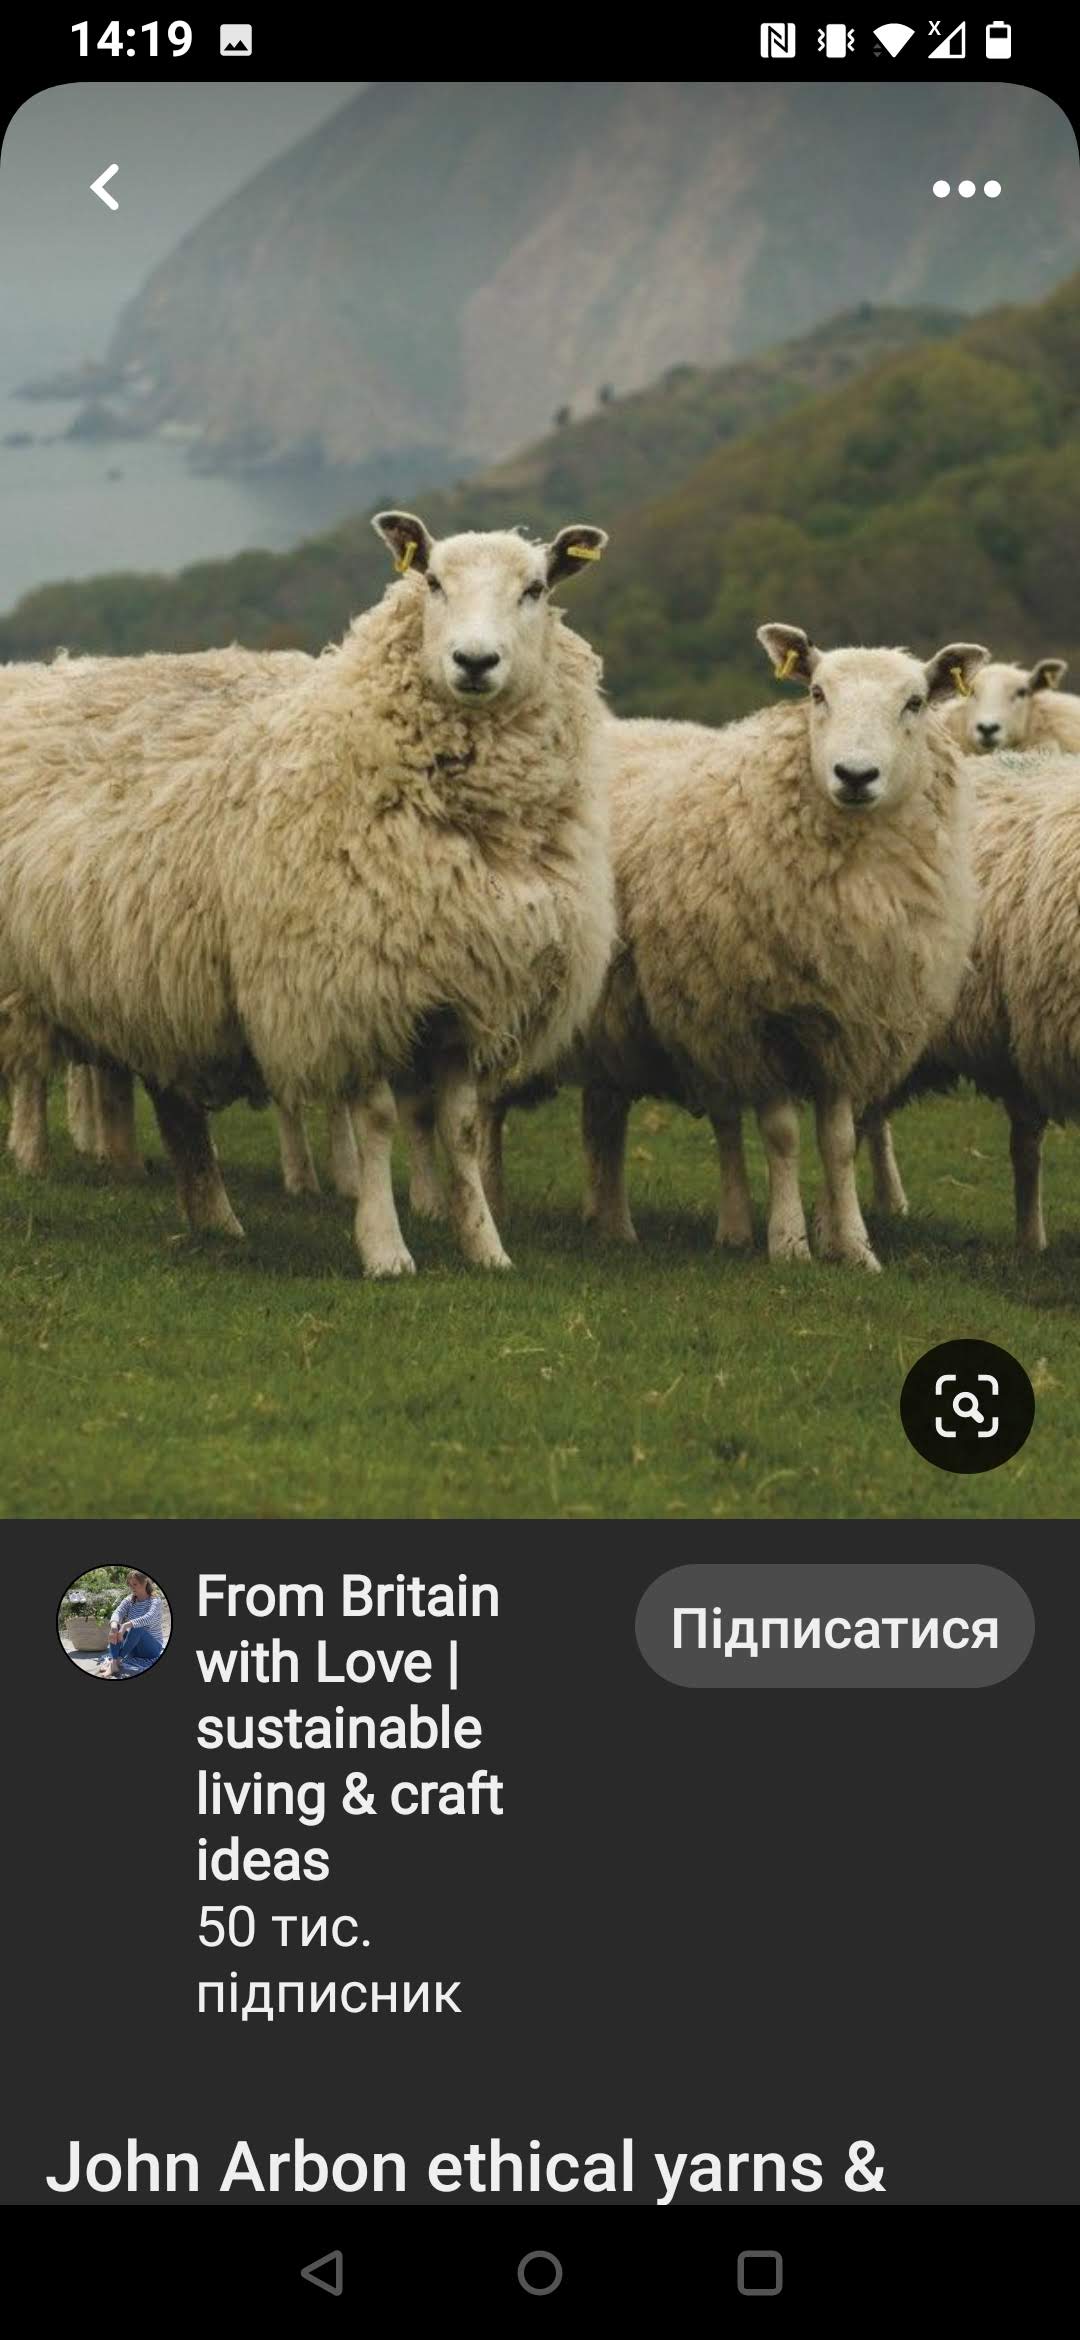 14:19
From Britain
with Love |
sustainable
living & craft
ideas
50 тис.
підписник
Підписатися
John Arbon ethical yarns &